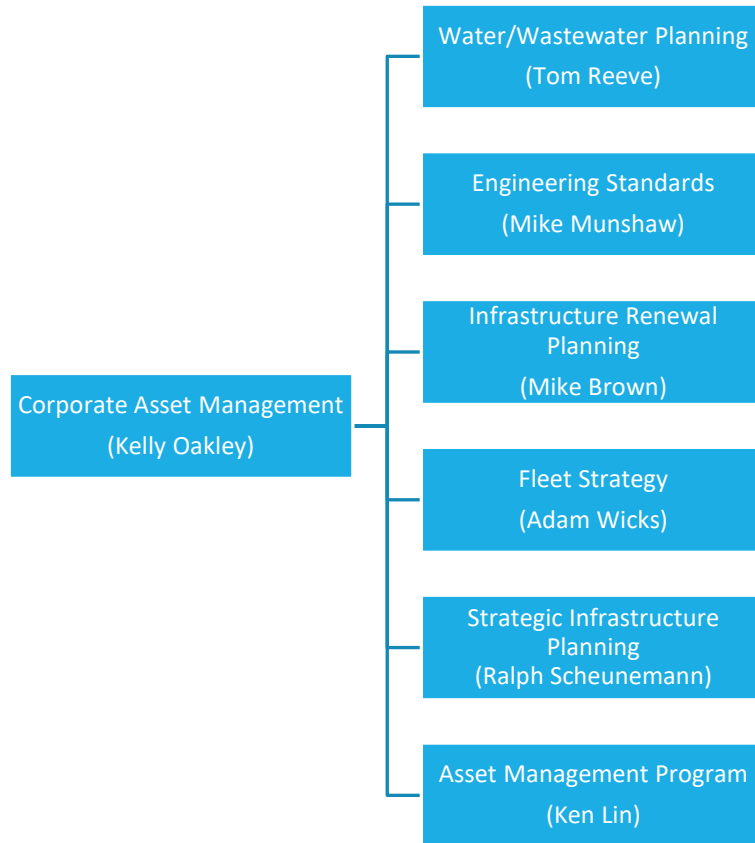 Water/Wastewater Planning
(Tom Reeve)
Engineering Standards
(Mike Munshaw)
Infrastructure Renewal
Planning
(Mike Brown)
Corporate Asset Management
(Kelly Oakley)
Fleet Strategy
(Adam Wicks)
Strategic Infrastructure
Planning
(Ralph Scheunemann)
Asset Management Program
(Ken Lin)